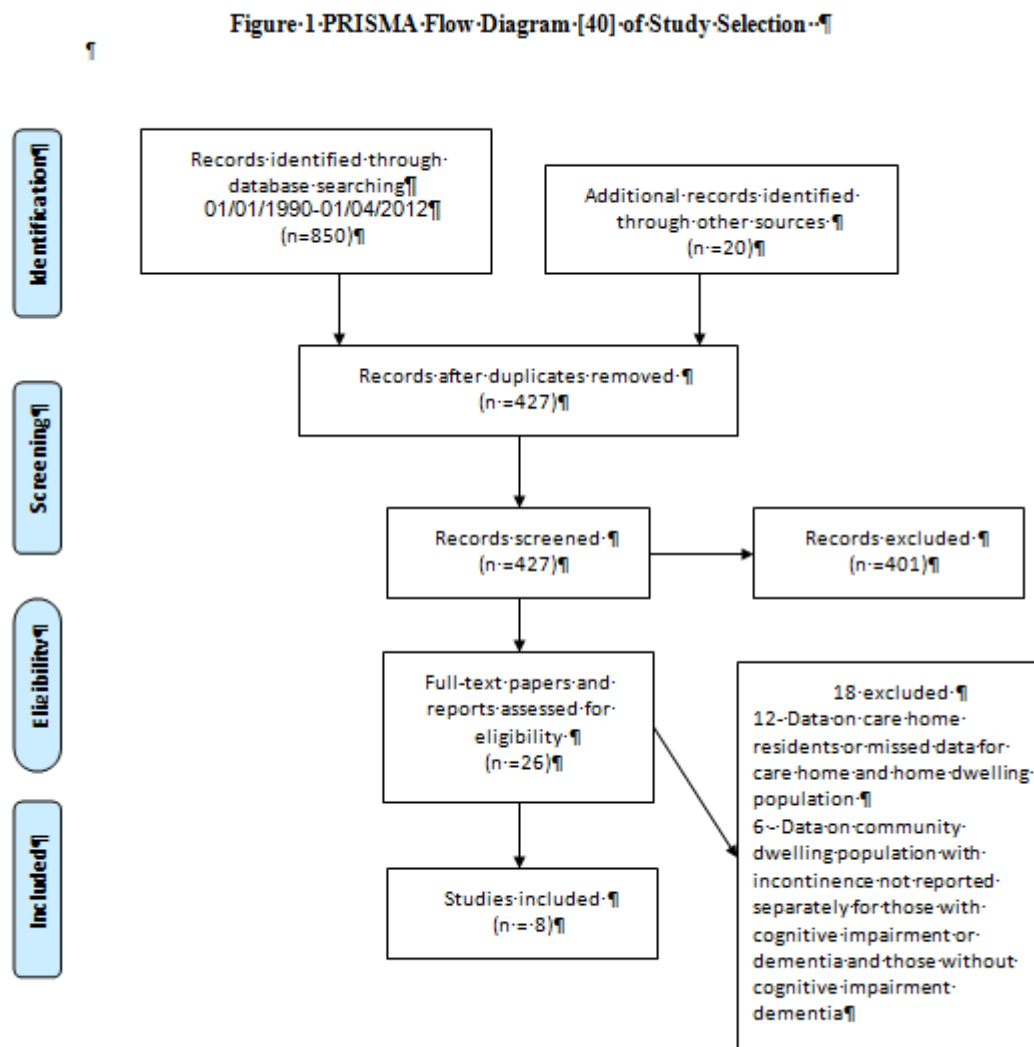 Figure·1·PRISMA·Flow·Diagram·[40]·of·Study·Selection··¶
¶
Identification¶
Records·identified·through·
database·searching¶
01/01/1990-01/04/2012¶
(n=850)¶
Additional·records·identified·
through·other·sources·¶
(n·=20)¶
Screening¶
Records·after·duplicates·removed·¶
(n·=427)¶
Records·screened·¶
(n·=427)¶
Records·excluded·¶
(n·=401)¶
Eligibility¶
Full-text·papers·and·
reports·assessed·for·
eligibility·¶
(n·=26)¶
18·excluded·¶
12-·Data·on·care·home·
residents·or·missed·data·for·
care·home·and·home·dwelling·
population·¶
6·-·Data·on·community·
dwelling·population·with·
incontinence·not·reported·
separately·for·those·with·
cognitive·impairment·or·
dementia·and·those·without·
cognitive·impairment·
dementia¶
Included¶
Studies·included·¶
(n·=··8)¶